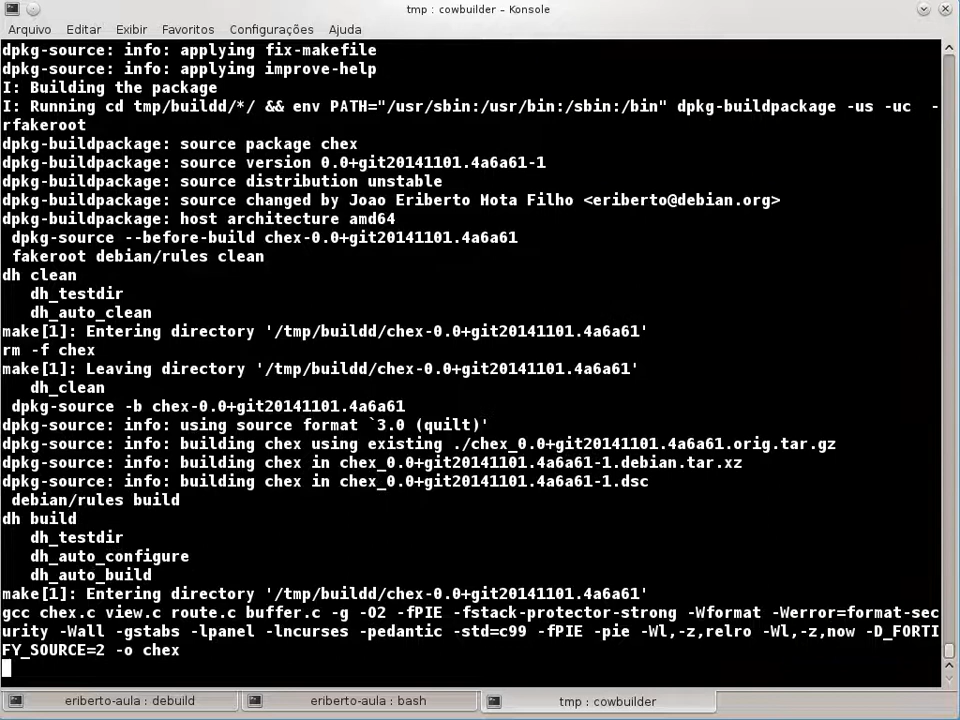 tmp : cowbuilder – Konsole
Arquivo Editar Exibir Favoritos Configurações Ajuda
dpkg-source: info: applying fix-makefile
dpkg-source: info: applying improve-help
I: Building the package
I: Running cd tmp/buildd/*/ && env PATH="/usr/sbin:/usr/bin:/sbin:/bin" dpkg-buildpackage -us -uc  -
rfakeroot
dpkg-buildpackage: source package chex
dpkg-buildpackage: source version 0.0+git20141101.4a6a61-1
dpkg-buildpackage: source distribution unstable
dpkg-buildpackage: source changed by Joao Eriberto Mota Filho <eriberto@debian.org>
dpkg-buildpackage: host architecture amd64
 dpkg-source --before-build chex-0.0+git20141101.4a6a61
 fakeroot debian/rules clean
dh clean
   dh_testdir
   dh_auto_clean
make[1]: Entering directory '/tmp/buildd/chex-0.0+git20141101.4a6a61'
rm -f chex
make[1]: Leaving directory '/tmp/buildd/chex-0.0+git20141101.4a6a61'
   dh_clean
 dpkg-source -b chex-0.0+git20141101.4a6a61
dpkg-source: info: using source format `3.0 (quilt)'
dpkg-source: info: building chex using existing ./chex_0.0+git20141101.4a6a61.orig.tar.gz
dpkg-source: info: building chex in chex_0.0+git20141101.4a6a61-1.debian.tar.xz
dpkg-source: info: building chex in chex_0.0+git20141101.4a6a61-1.dsc
 debian/rules build
dh build
   dh_testdir
   dh_auto_configure
   dh_auto_build
make[1]: Entering directory '/tmp/buildd/chex-0.0+git20141101.4a6a61'
gcc chex.c view.c route.c buffer.c -g -O2 -fPIE -fstack-protector-strong -Wformat -Werror=format-sec
urity -Wall -gstabs -lpanel -lncurses -pedantic -std=c99 -fPIE -pie -Wl,-z,relro -Wl,-z,now -D_FORTI
FY_SOURCE=2 -o chex
eriberto-aula : debuild eriberto-aula : bash tmp : cowbuilder